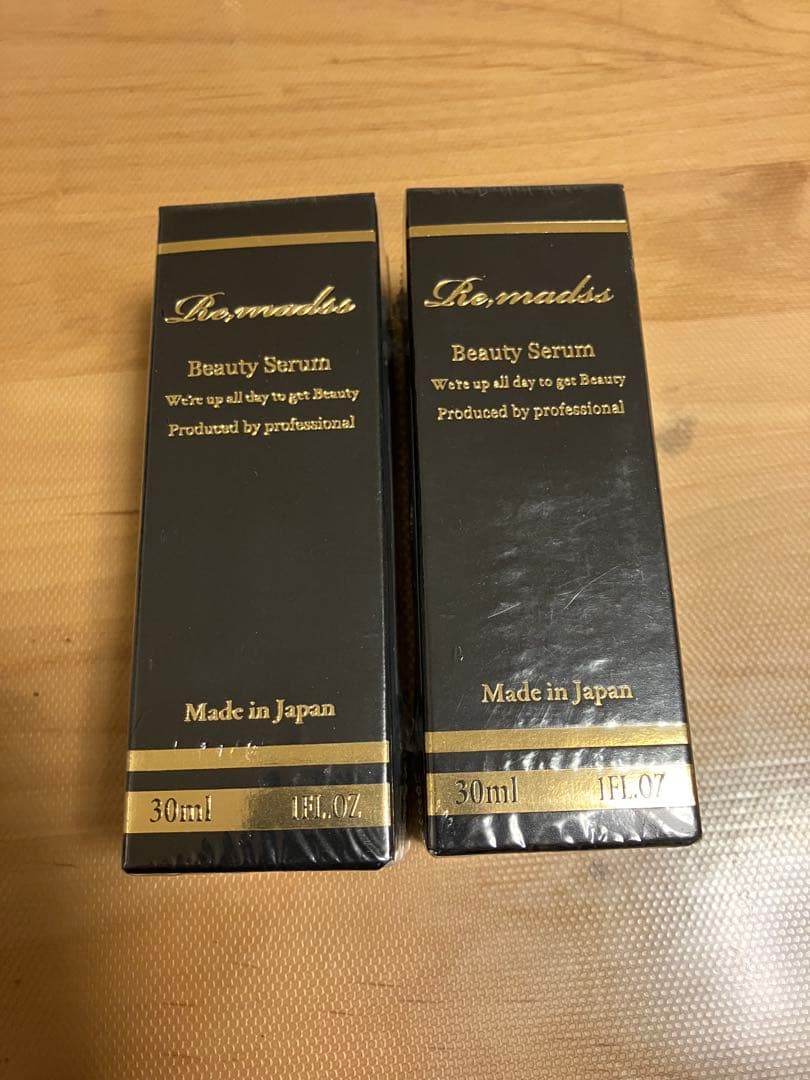 Re,madss
Beauty Serum
We're up all day to get Beauty
Produced by professional
Made in Japan
30ml 1FL.OZ
Re,madss
Beauty Serum
We're up all day to get Beauty
Produced by professional
Made in Japan
30ml 1FL.OZ